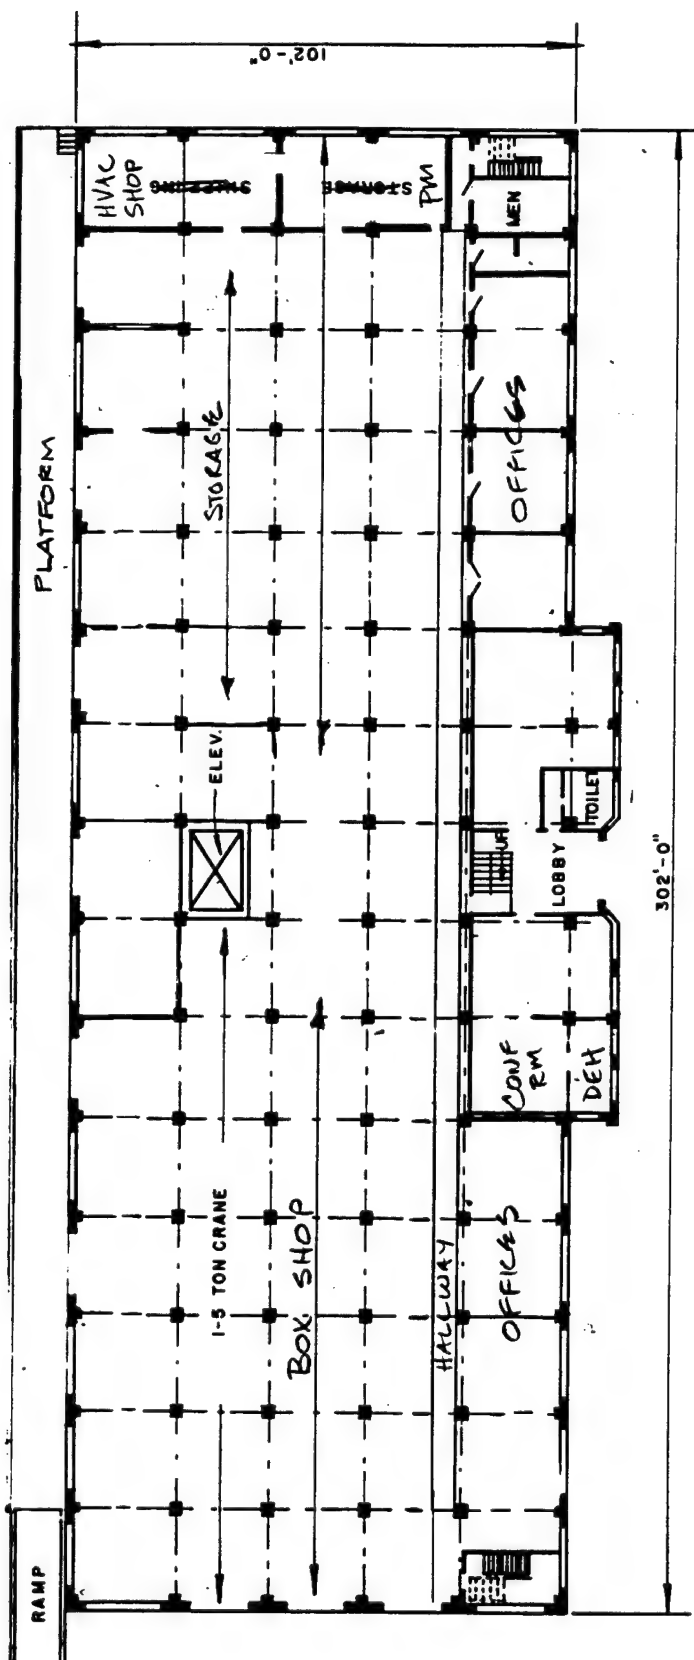 102'-0"
HVAC
SHOP
SHIPPING
STORAGE
PM
MEN
PLATFORM
STORAGE
OFFICES
ELEV.
UP
LOBBY
TOILET
302'-0"
CONF
RM
DEH
1-5 TON CRANE
BOX SHOP
HALLWAY
OFFICES
RAMP